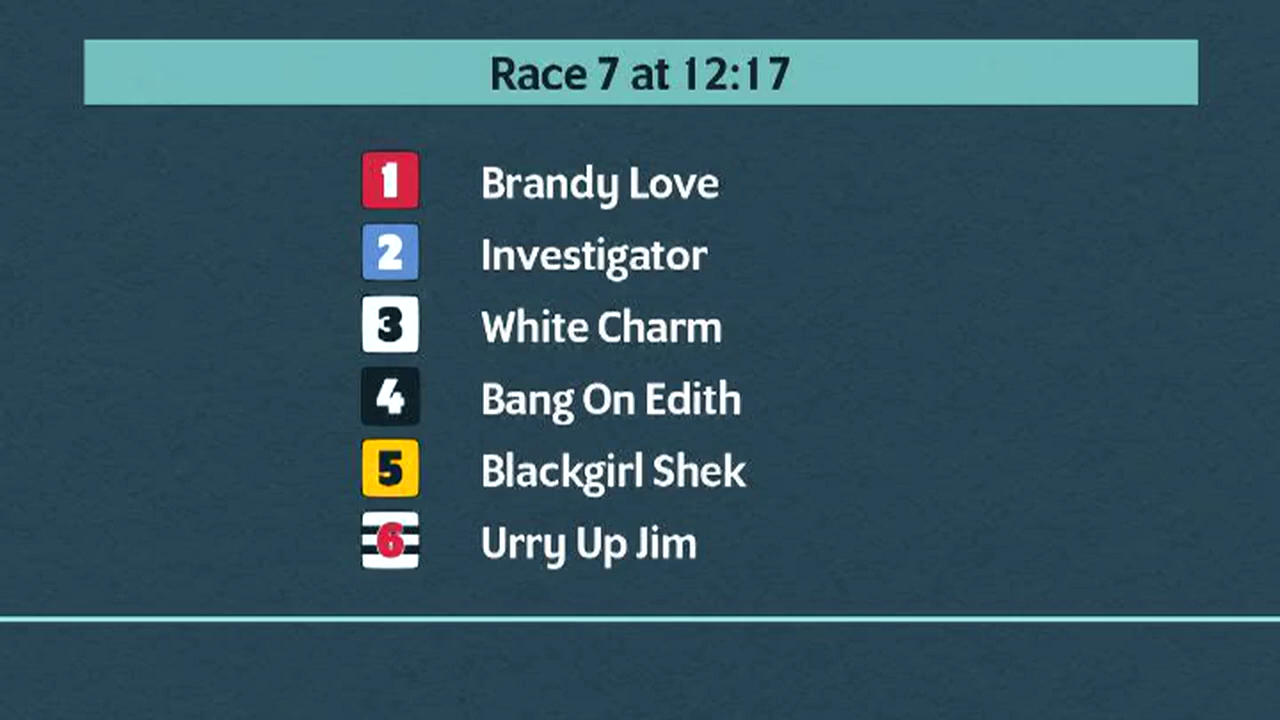 Race 7 at 12:17
1 Brandy Love
2 Investigator
3 White Charm
4 Bang On Edith
5 Blackgirl Shek
6 Urry Up Jim